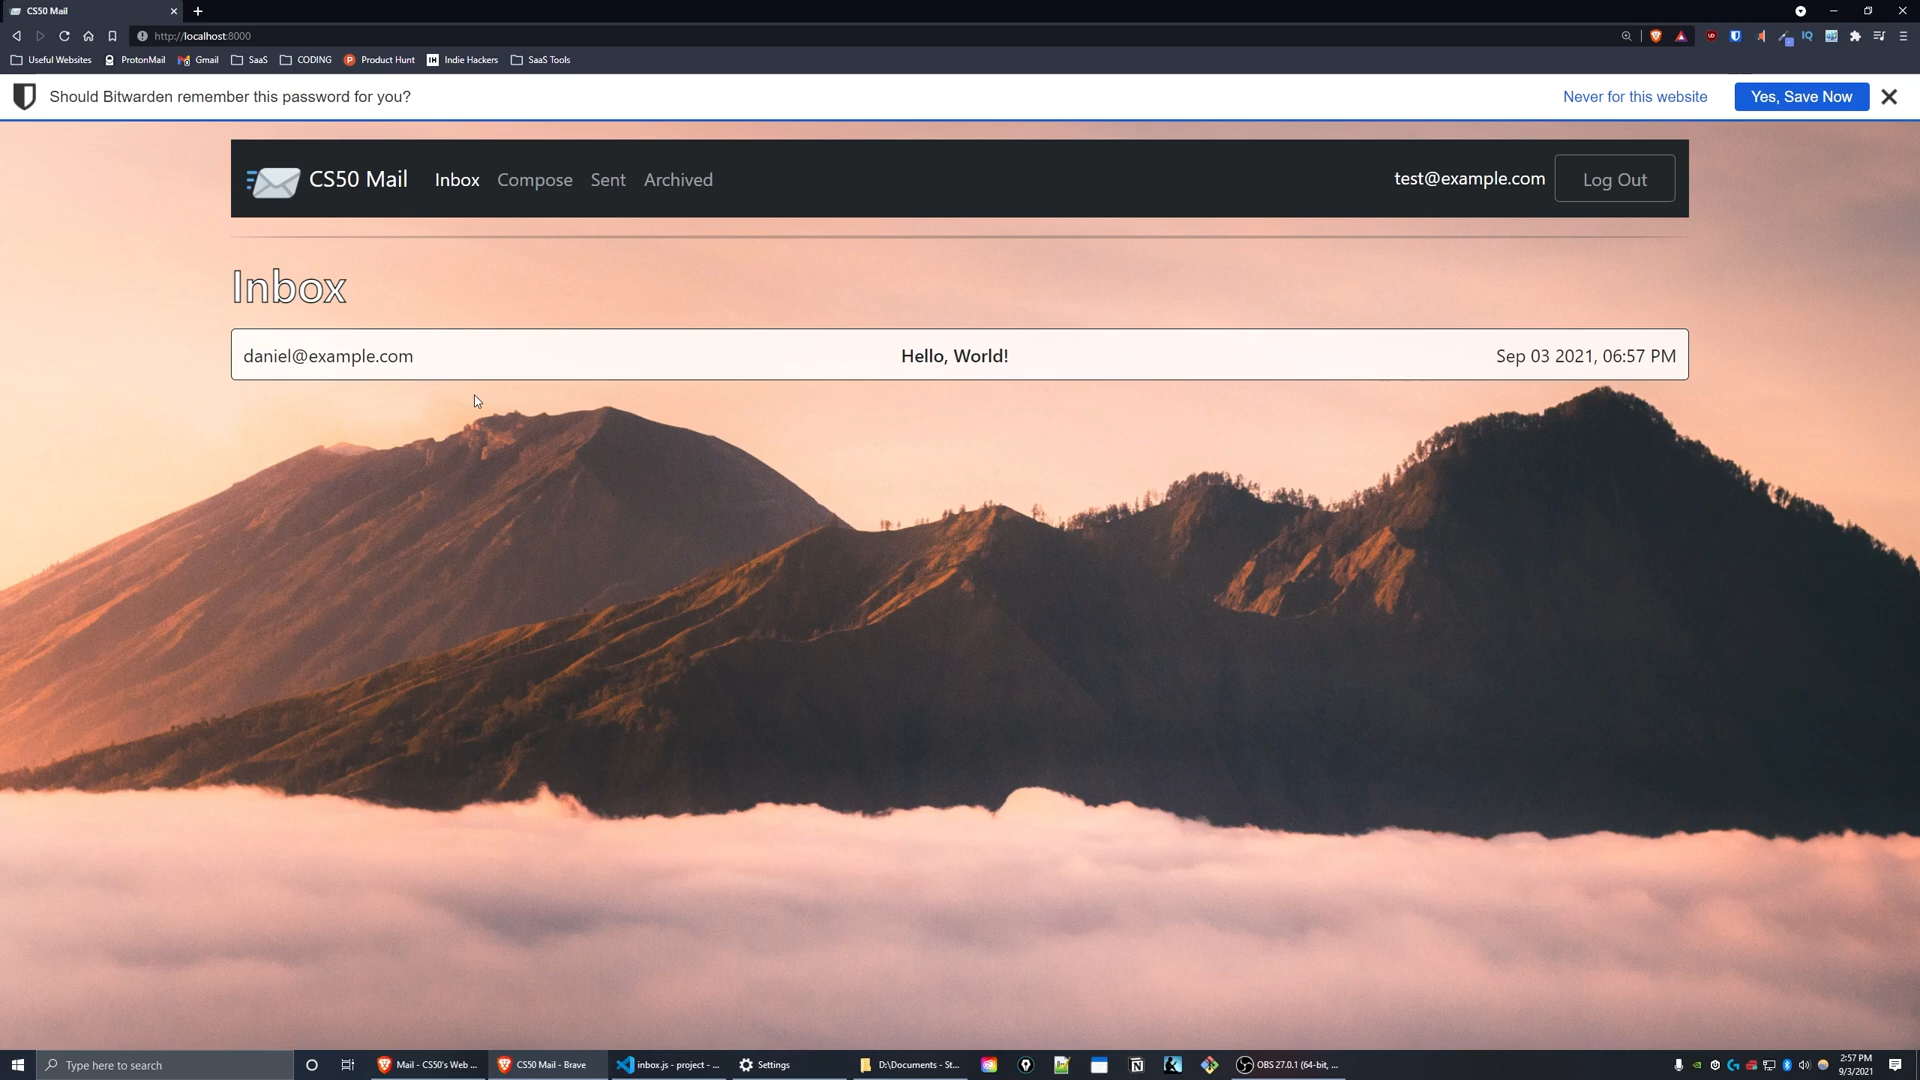 CS50 Mail
http://localhost:8000
Useful Websites ProtonMail Gmail SaaS CODING Product Hunt Indie Hackers SaaS Tools
Should Bitwarden remember this password for you? Never for this website Yes, Save Now
CS50 Mail Inbox Compose Sent Archived test@example.com Log Out
Inbox
daniel@example.com Hello, World! Sep 03 2021, 06:57 PM
Type here to search Mail - CS50's Web ... CS50 Mail - Brave inbox.js - project - ... Settings D:\Documents - St... OBS 27.0.1 (64-bit, ... 2:57 PM
9/3/2021